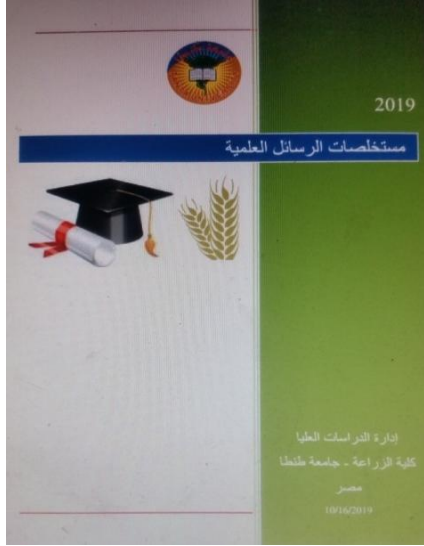 2019
مستخلصات الرسائل العلمية
إدارة الدراسات العليا
كلية الزراعة - جامعة طنطا
مصر
10/16/2019